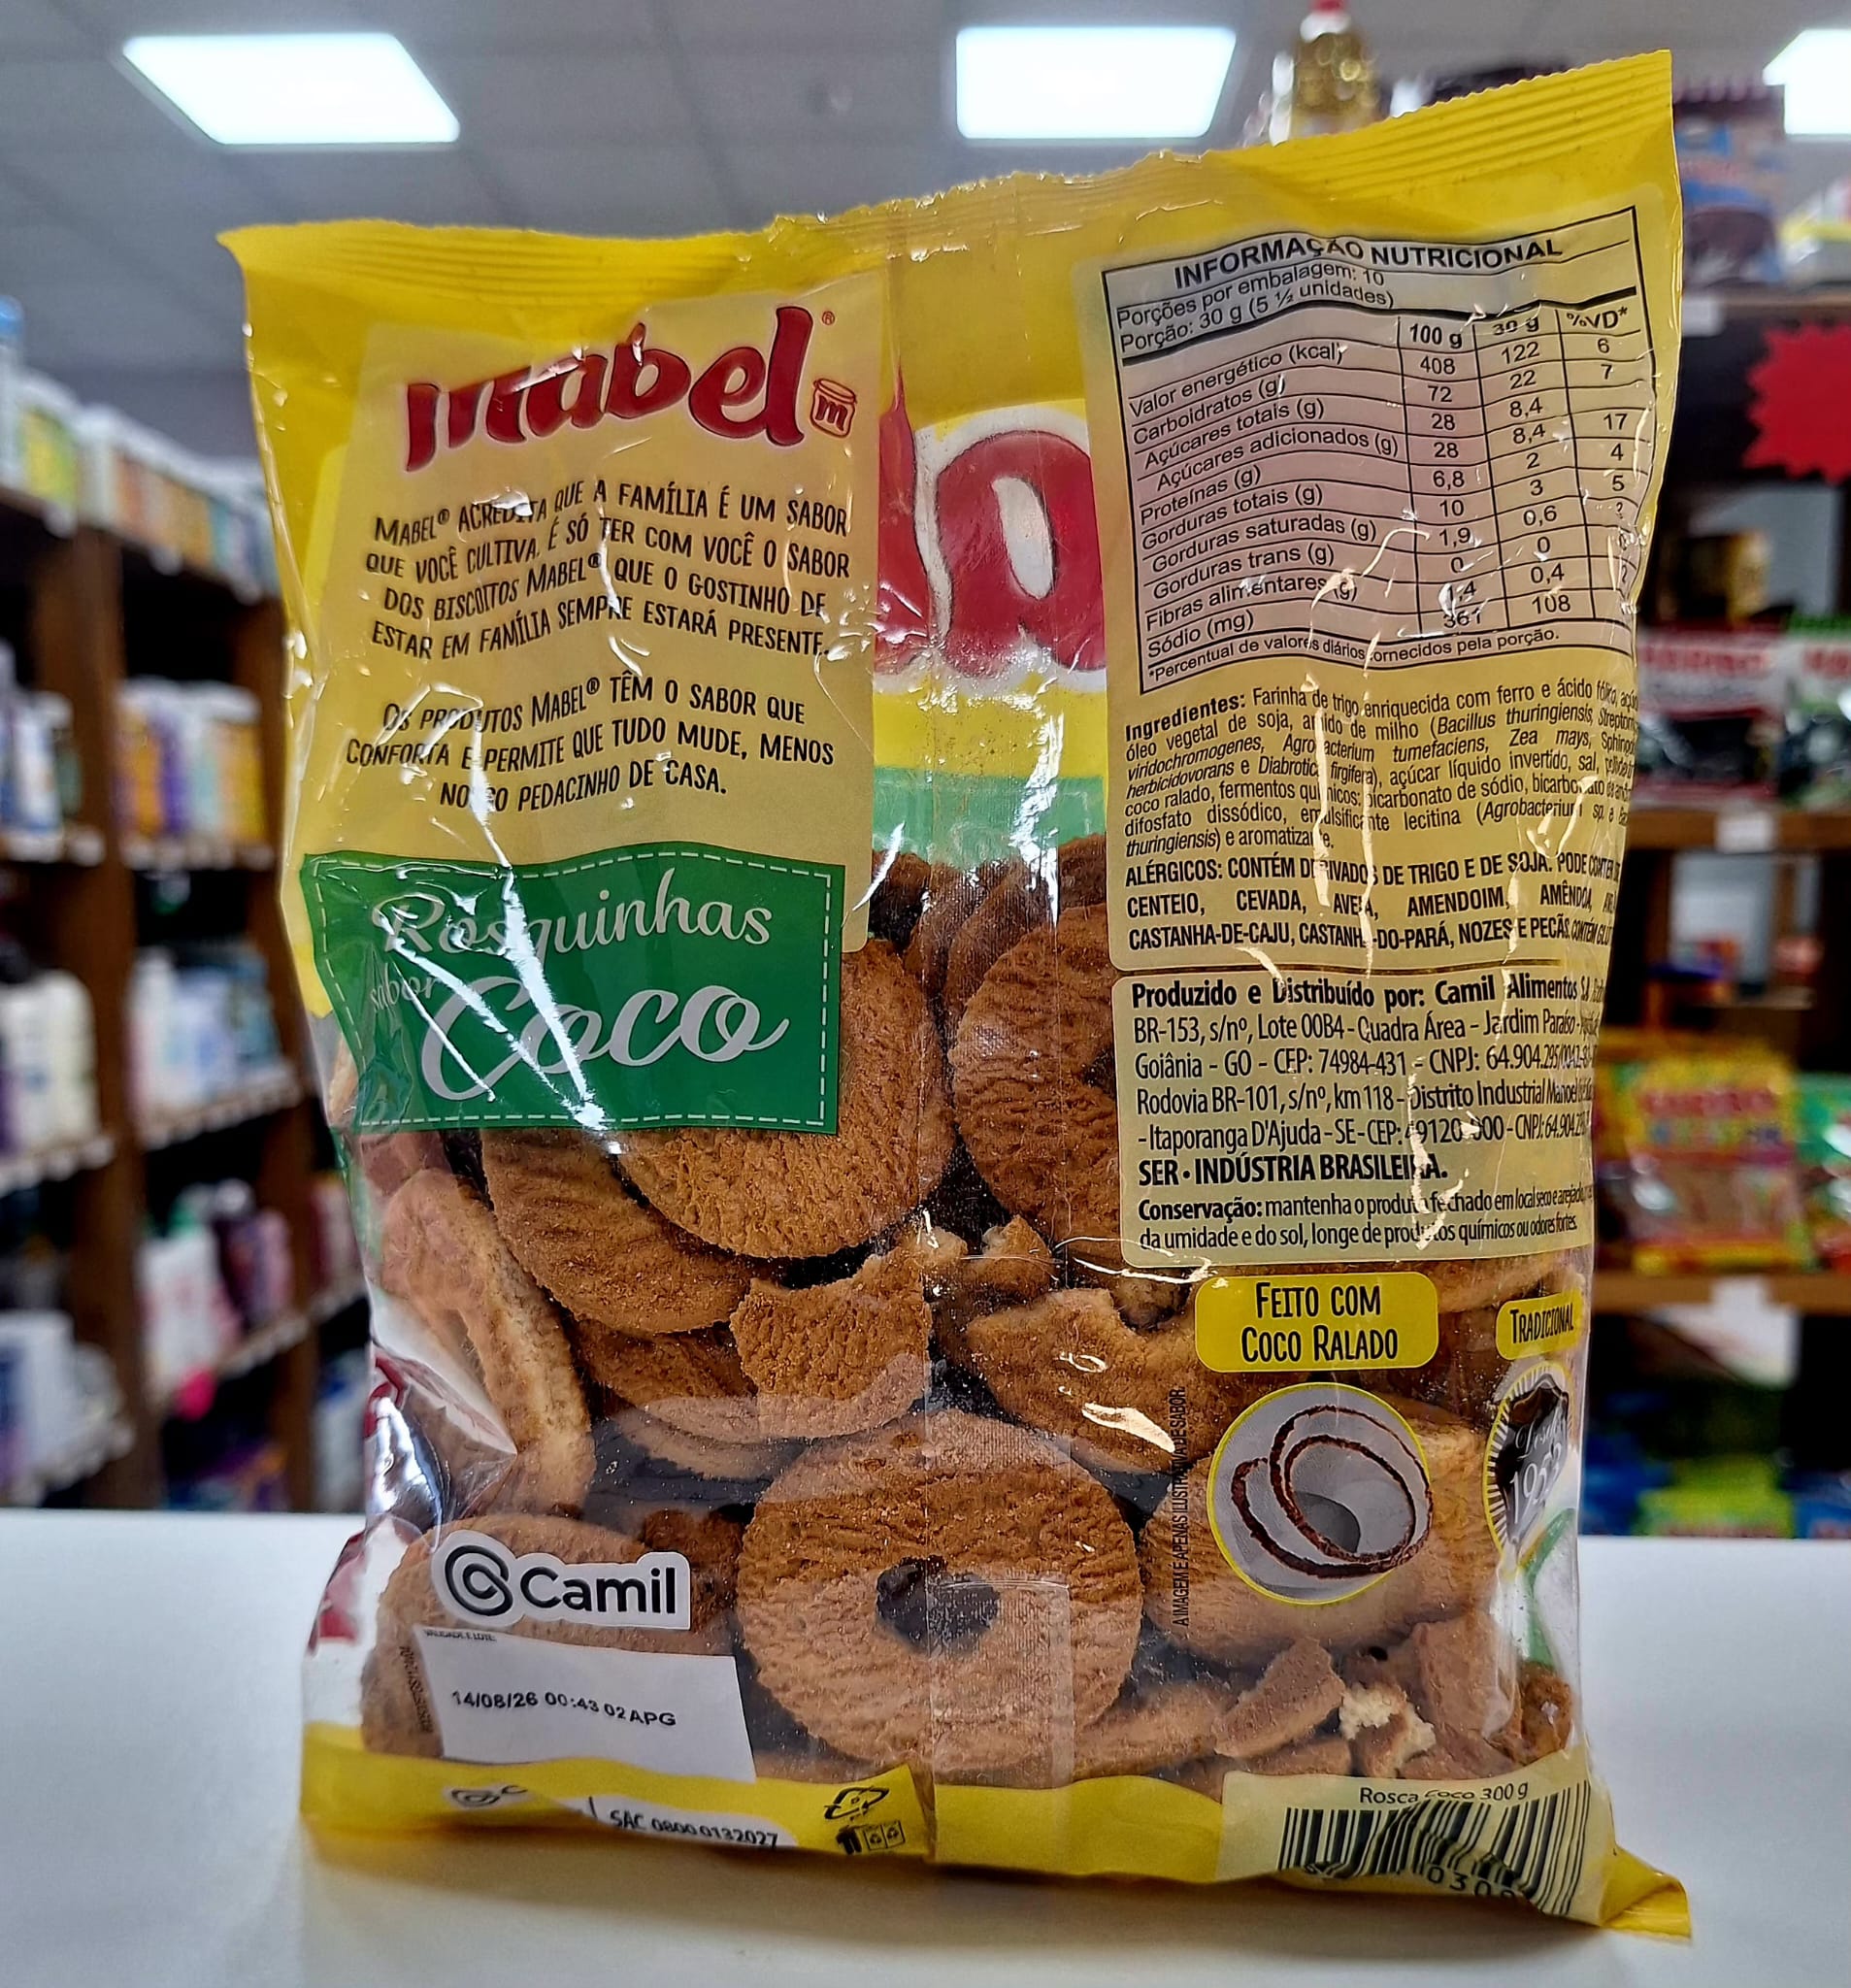 mabel®
m
MABEL® ACREDITA QUE A FAMÍLIA É UM SABOR
QUE VOCÊ CULTIVA. É SÓ TER COM VOCÊ O SABOR
DOS BISCOITOS MABEL® QUE O GOSTINHO DE
ESTAR EM FAMÍLIA SEMPRE ESTARÁ PRESENTE.
OS PRODUTOS MABEL® TÊM O SABOR QUE
CONFORTA E PERMITE QUE TUDO MUDE, MENOS
NOSSO PEDACINHO DE CASA.
Rosquinhas
sabor Coco
Camil
VALIDADE E LOTE:
14/08/26 00:43 02 APG
SAC 0800 0132027
INFORMAÇÃO NUTRICIONAL
Porções por embalagem: 10
Porção: 30 g (5 ½ unidades)
100 g 30 g %VD*
Valor energético (kcal) 408 122 6
Carboidratos (g) 72 22 7
Açúcares totais (g) 28 8,4
Açúcares adicionados (g) 28 8,4 17
Proteínas (g) 6,8 2 4
Gorduras totais (g) 10 3 5
Gorduras saturadas (g) 1,9 0,6
Gorduras trans (g) 0 0
Fibras alimentares (g) 1,4 0,4
Sódio (mg) 361 108
*Percentual de valores diários fornecidos pela porção.
Ingredientes: Farinha de trigo enriquecida com ferro e ácido fólico,
óleo vegetal de soja, amido de milho (Bacillus thuringiensis,
viridochromogenes, Agrobacterium tumefaciens, Zea mays,
herbicidovorans e Diabrotica virgifera), açúcar líquido invertido, sal,
coco ralado, fermentos químicos: bicarbonato de sódio, bicarbonato de
difosfato dissódico, emulsificante lecitina (Agrobacterium sp. e
thuringiensis) e aromatizante.
ALÉRGICOS: CONTÉM DERIVADOS DE TRIGO E DE SOJA. PODE CONTER
CENTEIO, CEVADA, AVEIA, AMENDOIM, AMÊNDOA,
CASTANHA-DE-CAJU, CASTANHA-DO-PARÁ, NOZES E PECÃS. CONTÉM
Produzido e Distribuído por: Camil Alimentos S.A.
BR-153, s/nº, Lote 00B4 - Quadra Área - Jardim Paraíso -
Goiânia - GO - CEP: 74984-431 - CNPJ:
Rodovia BR-101, s/nº, km 118 - Distrito Industrial Manoel
- Itaporanga D'Ajuda - SE - CEP: 49120-000 - CNPJ:
SER • INDÚSTRIA BRASILEIRA.
Conservação: mantenha o produto fechado em local seco e arejado,
da umidade e do sol, longe de produtos químicos ou odores fortes.
FEITO COM
COCO RALADO
TRADICIONAL
Desde
A IMAGEM É APENAS ILUSTRATIVA DE SABOR
Rosca Coco 300 g